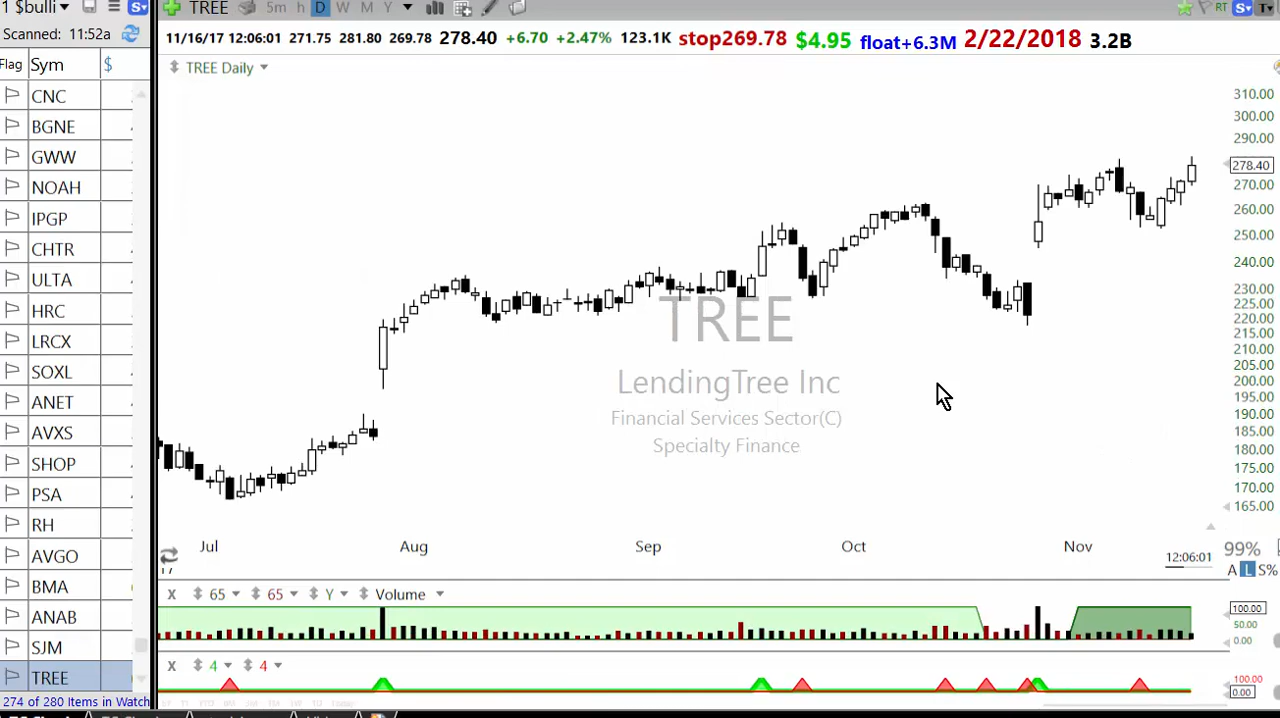 1 $bulli
Scanned: 11:52a
Flag Sym $
CNC
BGNE
GWW
NOAH
IPGP
CHTR
ULTA
HRC
LRCX
SOXL
ANET
AVXS
SHOP
PSA
RH
AVGO
BMA
ANAB
SJM
TREE
274 of 280 Items in Watch
TREE 5m h D W M Y
RT S T
11/16/17 12:06:01 271.75 281.80 269.78 278.40 +6.70 +2.47% 123.1K stop269.78 $4.95 float+6.3M 2/22/2018 3.2B
TREE Daily
310.00
300.00
290.00
278.40
270.00
260.00
250.00
240.00
230.00
225.00
220.00
215.00
210.00
205.00
200.00
195.00
190.00
185.00
180.00
175.00
170.00
165.00
TREE
LendingTree Inc
Financial Services Sector(C)
Specialty Finance
Jul Aug Sep Oct Nov
12:06:01
99%
A L S%
X 65 65 Y Volume
100.00
50.00
0.00
X 4 4
100.00
0.00